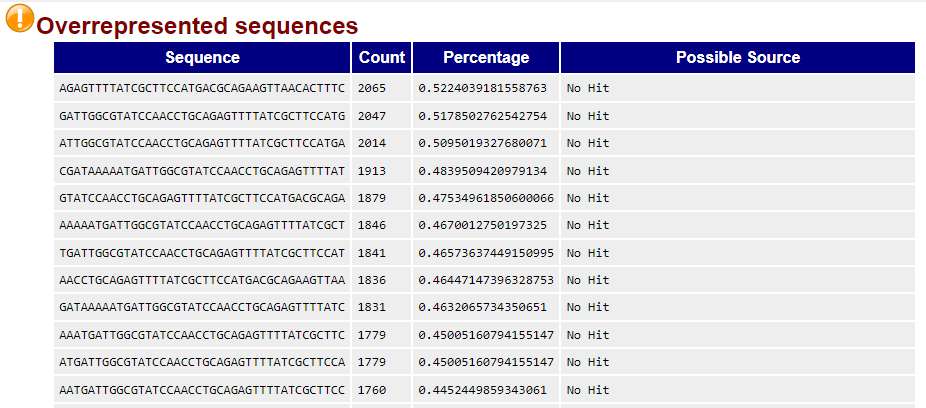 Overrepresented sequences
Sequence Count Percentage Possible Source
AGAGTTTTATCGCTTCCATGACGCAGAAGTTAACACTTTC 2065 0.5224039181558763 No Hit
GATTGGCGTATCCAACCTGCAGAGTTTTATCGCTTCCATG 2047 0.5178502762542754 No Hit
ATTGGCGTATCCAACCTGCAGAGTTTTATCGCTTCCATGA 2014 0.5095019327680071 No Hit
CGATAAAAATGATTGGCGTATCCAACCTGCAGAGTTTTAT 1913 0.4839509420979134 No Hit
GTATCCAACCTGCAGAGTTTTATCGCTTCCATGACGCAGA 1879 0.47534961850600066 No Hit
AAAAATGATTGGCGTATCCAACCTGCAGAGTTTTATCGCT 1846 0.4670012750197325 No Hit
TGATTGGCGTATCCAACCTGCAGAGTTTTATCGCTTCCAT 1841 0.46573637449150995 No Hit
AACCTGCAGAGTTTTATCGCTTCCATGACGCAGAAGTTAA 1836 0.46447147396328753 No Hit
GATAAAAATGATTGGCGTATCCAACCTGCAGAGTTTTATC 1831 0.4632065734350651 No Hit
AAATGATTGGCGTATCCAACCTGCAGAGTTTTATCGCTTC 1779 0.45005160794155147 No Hit
ATGATTGGCGTATCCAACCTGCAGAGTTTTATCGCTTCCA 1779 0.45005160794155147 No Hit
AATGATTGGCGTATCCAACCTGCAGAGTTTTATCGCTTCC 1760 0.4452449859343061 No Hit